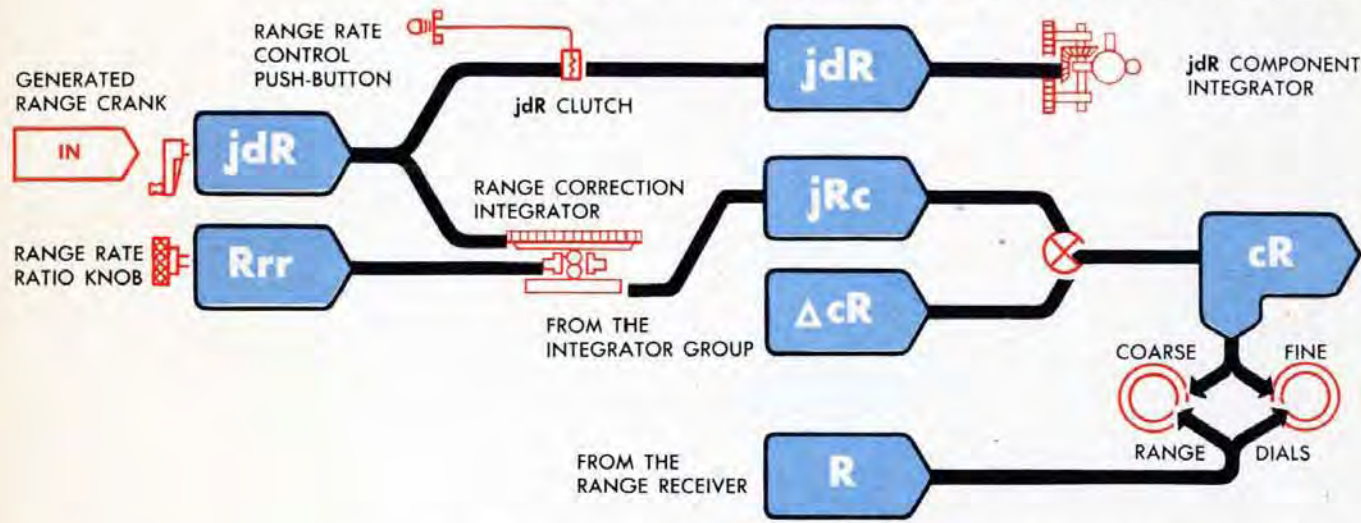 RANGE RATE
CONTROL
PUSH-BUTTON
GENERATED
RANGE CRANK
IN
jdR
jdR CLUTCH
jdR
jdR COMPONENT
INTEGRATOR
RANGE CORRECTION
INTEGRATOR
RANGE RATE
RATIO KNOB
Rrr
jRc
FROM THE
INTEGRATOR GROUP
Δ cR
cR
COARSE
FINE
RANGE
DIALS
FROM THE
RANGE RECEIVER
R